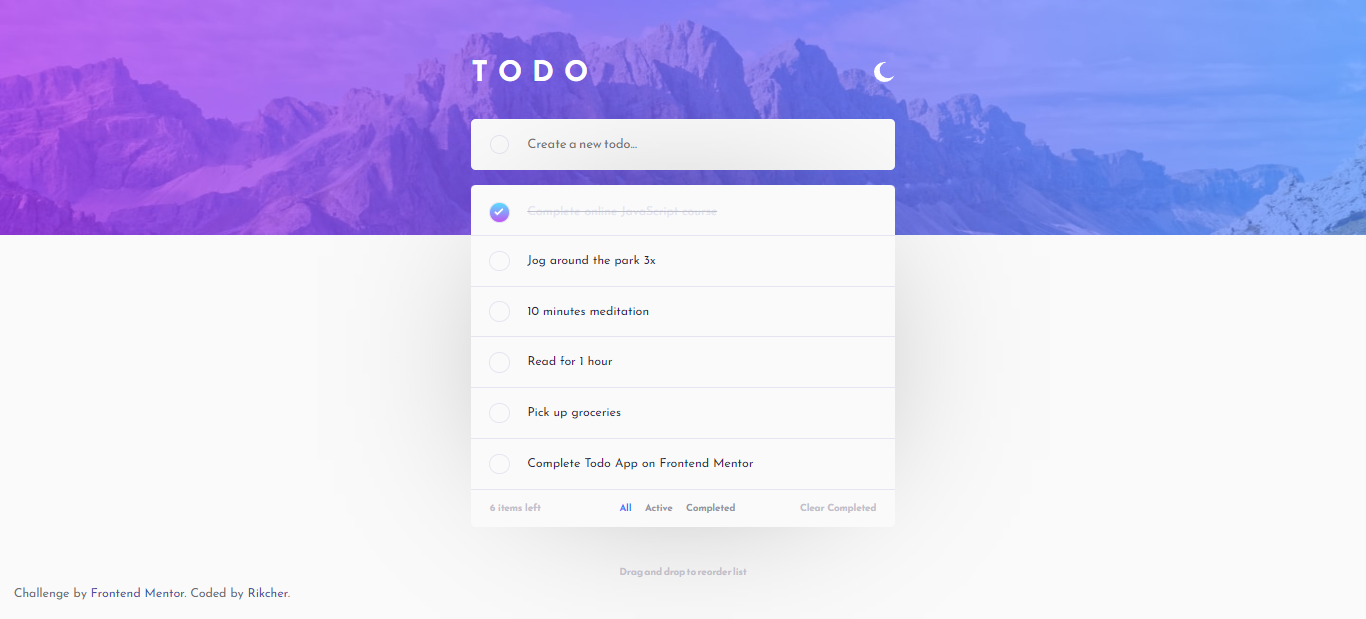 TODO
Create a new todo...
Complete online JavaScript course
Jog around the park 3x
10 minutes meditation
Read for 1 hour
Pick up groceries
Complete Todo App on Frontend Mentor
6 items left All Active Completed Clear Completed
Drag and drop to reorder list
Challenge by Frontend Mentor. Coded by Rikcher.